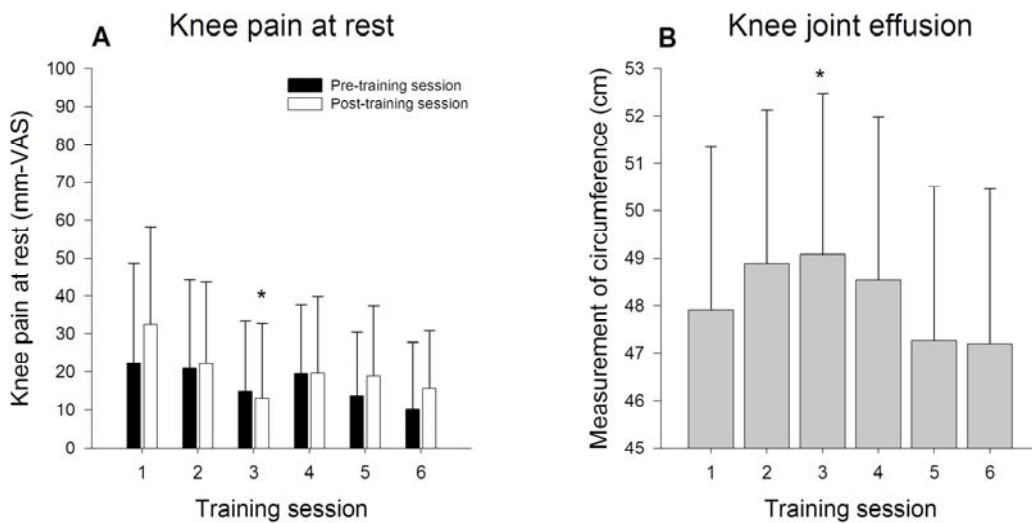 A
Knee pain at rest
Knee pain at rest (mm-VAS)
100
90
80
70
60
50
40
30
20
10
0
Pre-training session
Post-training session
*
1 2 3 4 5 6
Training session
B
Knee joint effusion
Measurement of circumference (cm)
53
52
51
50
49
48
47
46
45
*
1 2 3 4 5 6
Training session